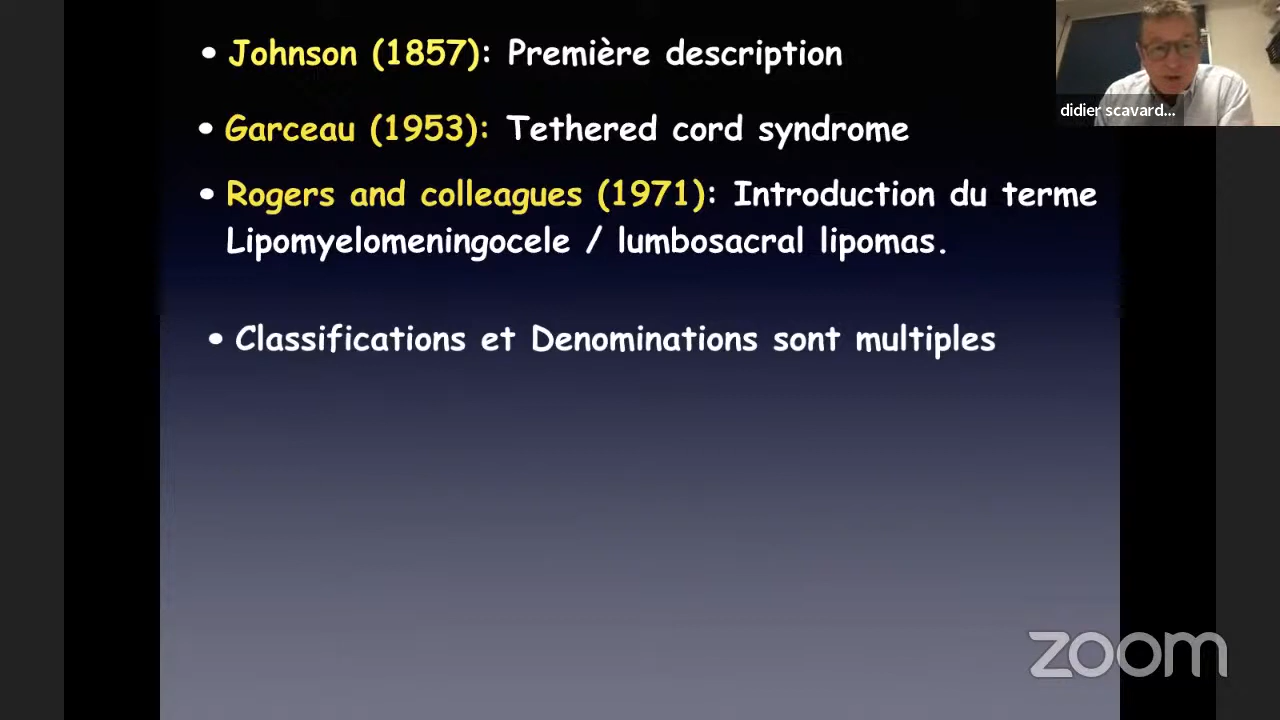 • Johnson (1857): Première description
didier scavard...
• Garceau (1953): Tethered cord syndrome
• Rogers and colleagues (1971): Introduction du terme
Lipomyelomeningocele / lumbosacral lipomas.
• Classifications et Denominations sont multiples
zoom